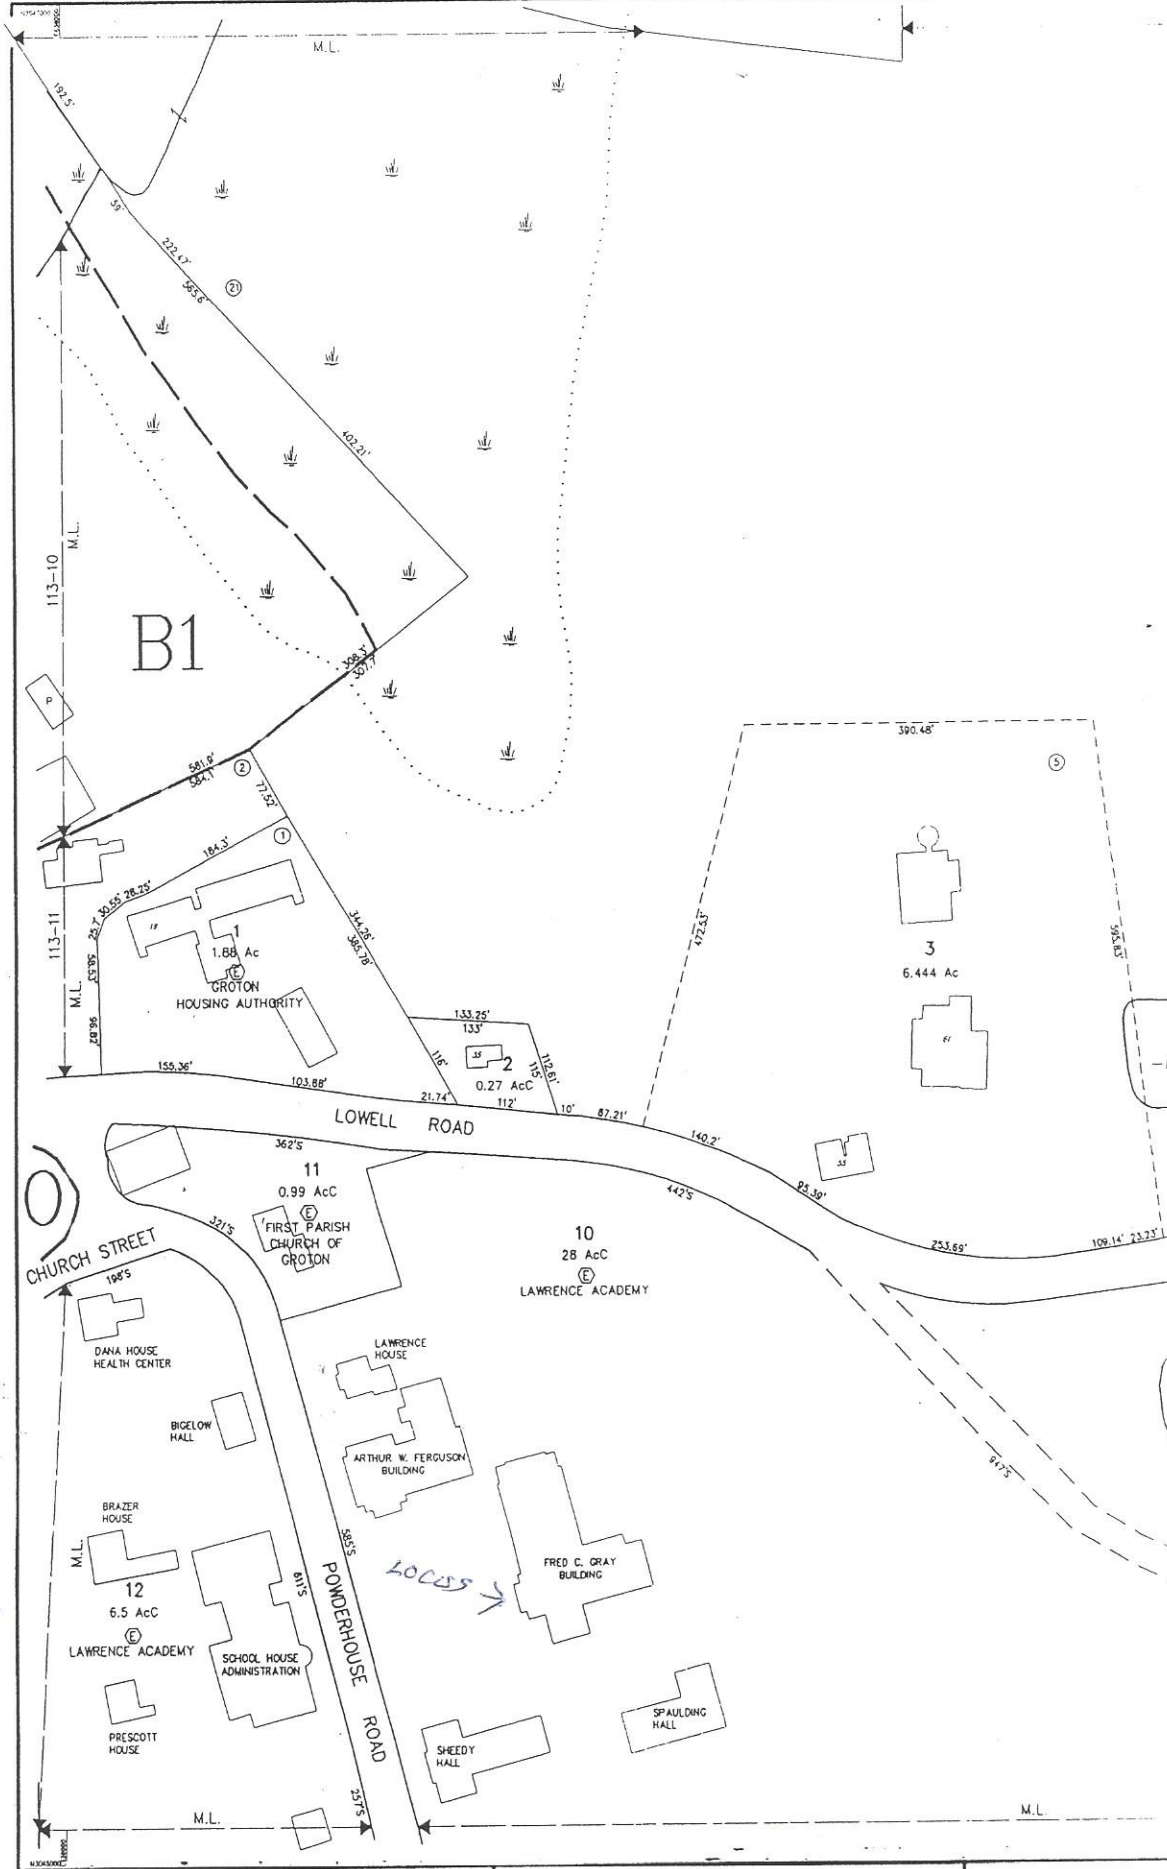 M.L.
192.5'
59'
222.47'
565.6'
21
402.21'
M.L.
113-10
B1
308.3'
307.7'
P
390.48'
5
581.9'
584.1'
2
77.52'
1
184.3'
28.25'
30.55'
25.7'
58.53'
96.82'
113-11
M.L.
19
1
1.88 Ac
E
GROTON
HOUSING AUTHORITY
344.26'
385.78'
472.53'
595.83'
3
6.444 Ac
61
133.25'
133'
35
2
0.27 AcC
116'
112.61'
115'
155.36'
103.88'
21.74'
112'
10'
87.21'
140.2'
33
95.39'
253.69'
109.14'
23.23'
LOWELL ROAD
362'S
442'S
11
0.99 AcC
E
FIRST PARISH
CHURCH OF
GROTON
321'S
10
28 AcC
E
LAWRENCE ACADEMY
CHURCH STREET
198'S
DANA HOUSE
HEALTH CENTER
LAWRENCE
HOUSE
BIGELOW
HALL
ARTHUR W. FERGUSON
BUILDING
947'S
BRAZER
HOUSE
M.L.
12
6.5 AcC
E
LAWRENCE ACADEMY
585'S
811'S
POWDERHOUSE ROAD
LOCUS
FRED C. GRAY
BUILDING
SCHOOL HOUSE
ADMINISTRATION
PRESCOTT
HOUSE
SHEEDY
HALL
SPAULDING
HALL
257'S
M.L.
M.L.